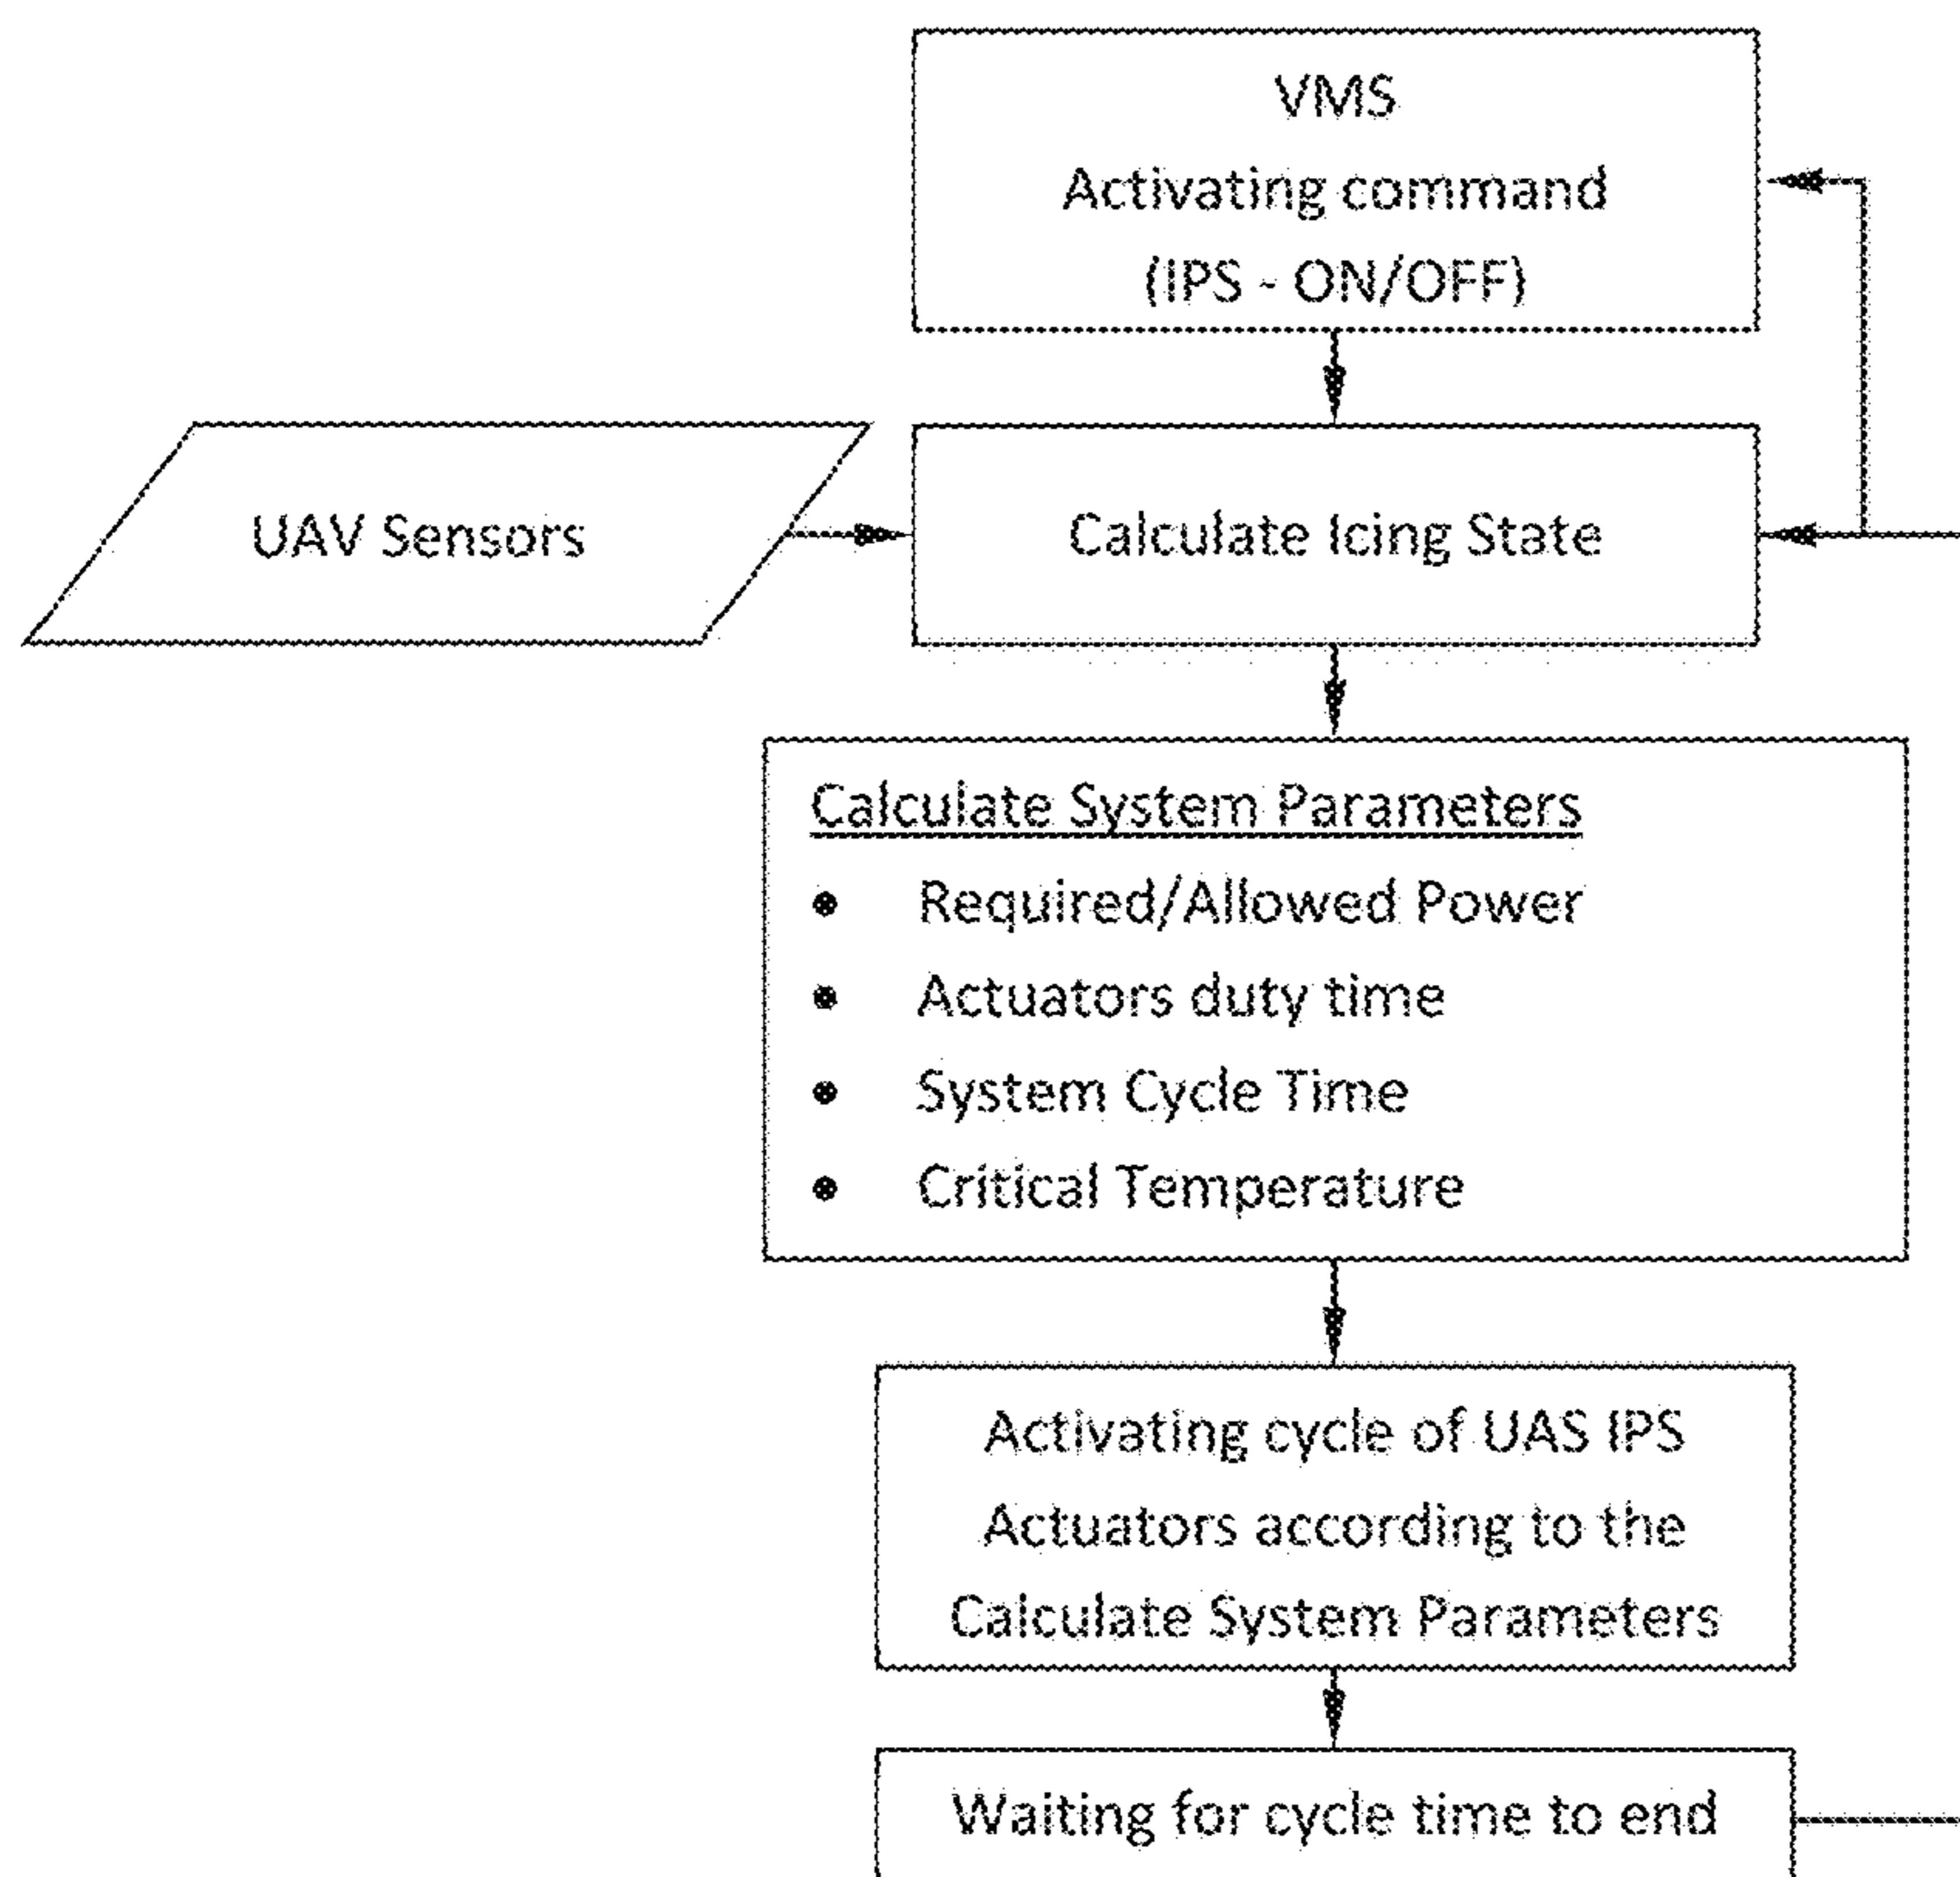 VMS
Activating command
(IPS - ON/OFF)
UAV Sensors
Calculate Icing State
Calculate System Parameters
• Required/Allowed Power
• Actuators duty time
• System Cycle Time
• Critical Temperature
Activating cycle of UAS IPS
Actuators according to the
Calculate System Parameters
Waiting for cycle time to end